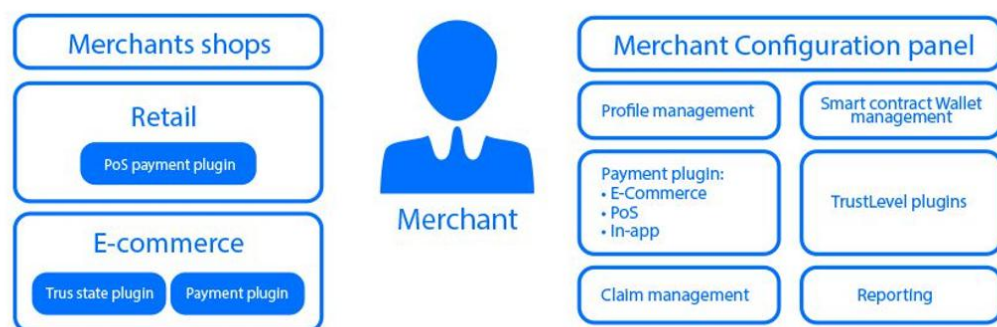 Merchants shops
Retail
PoS payment plugin
E-commerce
Trus state plugin
Payment plugin
Merchant
Merchant Configuration panel
Profile management
Smart contract Wallet
management
Payment plugin:
• E-Commerce
• PoS
• In-app
TrustLevel plugins
Claim management
Reporting